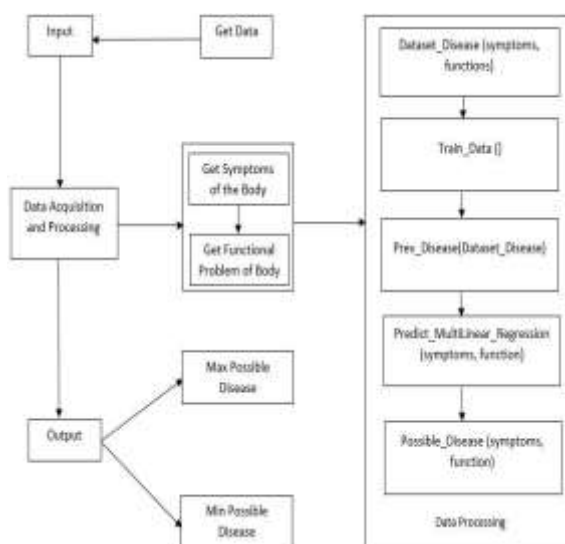 Input
Get Data
Dataset_Disease (symptoms,
functions)
Train_Data ()
Get Symptoms
of the Body
Data Acquisition
and Processing
Get Functional
Problem of Body
Prev_Disease(Dataset_Disease)
Predict_MultiLinear_Regression
(symptoms, function)
Max Possible
Disease
Output
Possible_Disease (symptoms,
function)
Min Possible
Disease
Data Processing